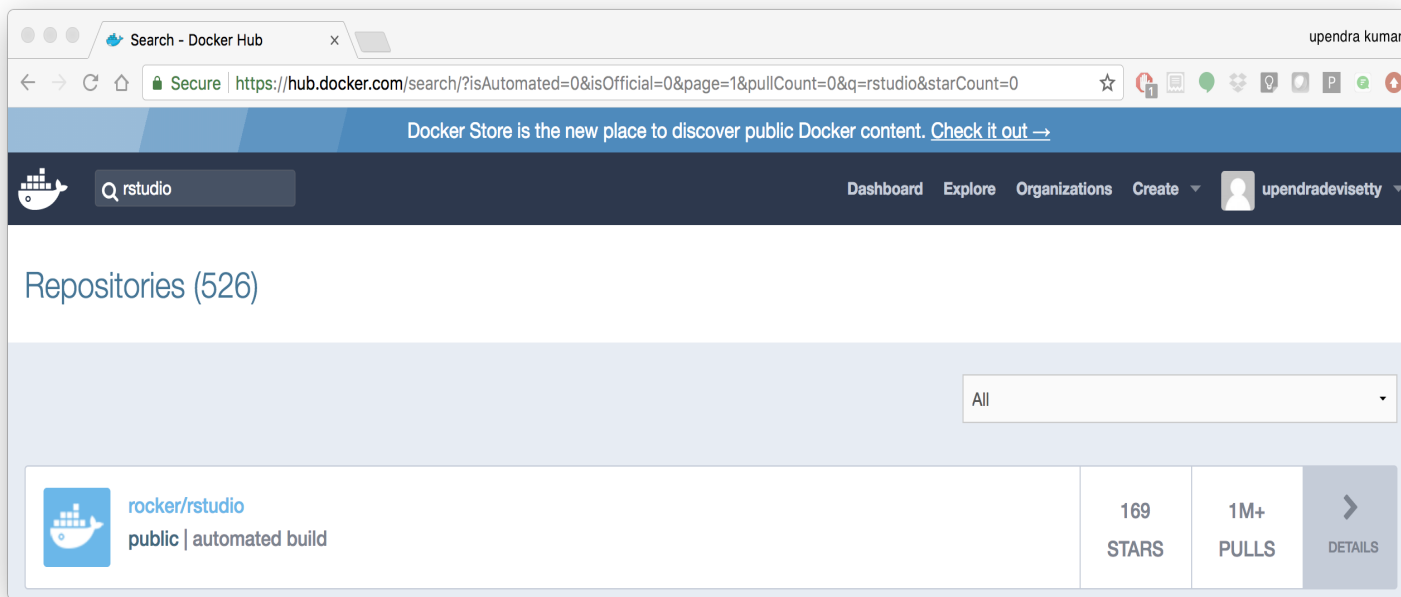 Search - Docker Hub
upendra kumar
Secure https://hub.docker.com/search/?isAutomated=0&isOfficial=0&page=1&pullCount=0&q=rstudio&starCount=0
1
P
Docker Store is the new place to discover public Docker content. Check it out →
rstudio
Dashboard Explore Organizations Create upendradevisetty
Repositories (526)
All
rocker/rstudio
public | automated build
169
STARS
1M+
PULLS
DETAILS